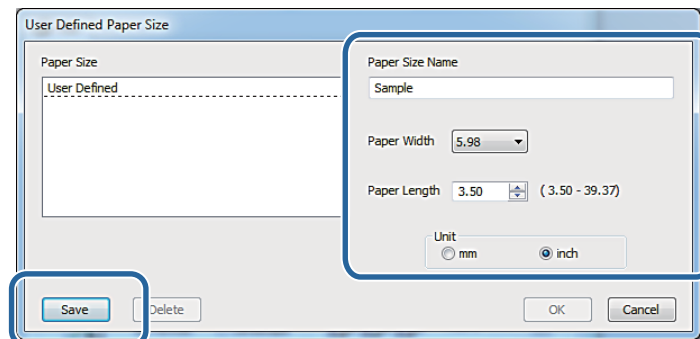 User Defined Paper Size
Paper Size
User Defined
Paper Size Name
Sample
Paper Width 5.98
Paper Length 3.50 ( 3.50 - 39.37)
Unit
mm inch
Save Delete OK Cancel